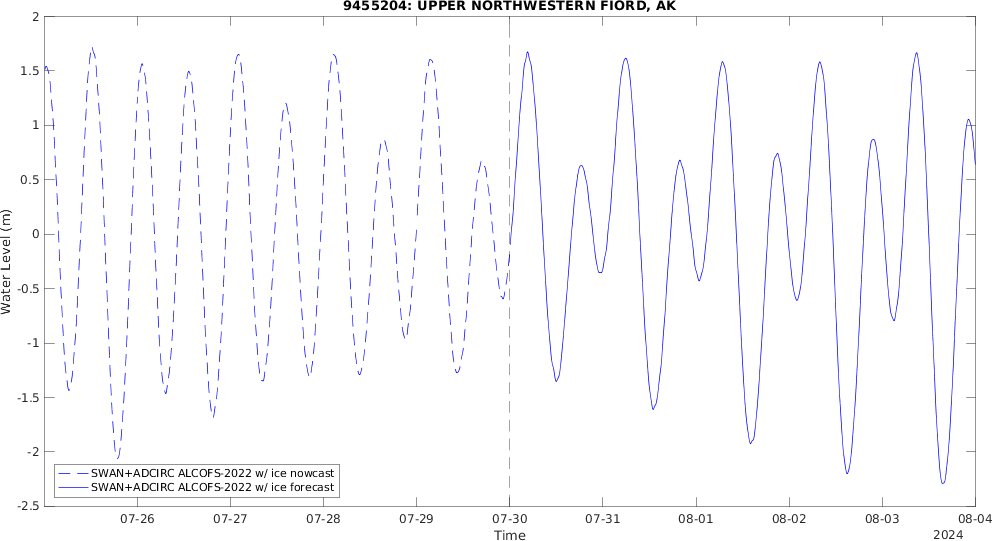 9455204: UPPER NORTHWESTERN FIORD, AK
2
1.5
1
0.5
0
-0.5
-1
-1.5
-2
-2.5
Water Level (m)
SWAN+ADCIRC ALCOFS-2022 w/ ice nowcast
SWAN+ADCIRC ALCOFS-2022 w/ ice forecast
07-26 07-27 07-28 07-29 07-30 07-31 08-01 08-02 08-03 08-04
Time
2024